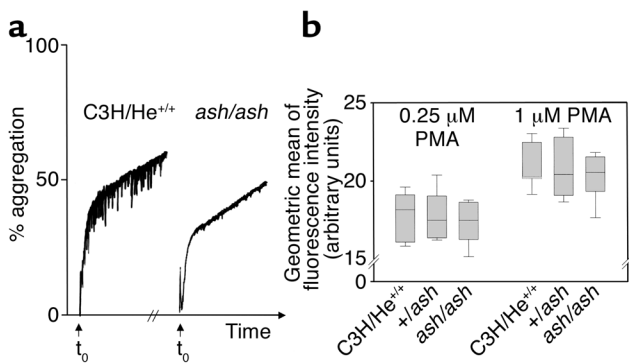 a
100
50
0
% aggregation
C3H/He+/+
ash/ash
t0
t0
Time
b
Geometric mean of
fluorescence intensity
(arbitrary units)
25
20
15
0
0.25 μM
PMA
1 μM PMA
C3H/He+/+
+/ash
ash/ash
C3H/He+/+
+/ash
ash/ash